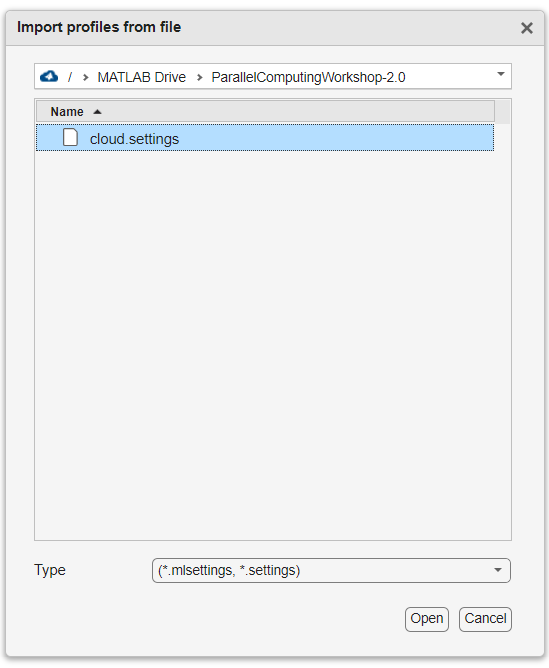 Import profiles from file
/ > MATLAB Drive > ParallelComputingWorkshop-2.0
Name
cloud.settings
Type (*.mlsettings, *.settings)
Open Cancel